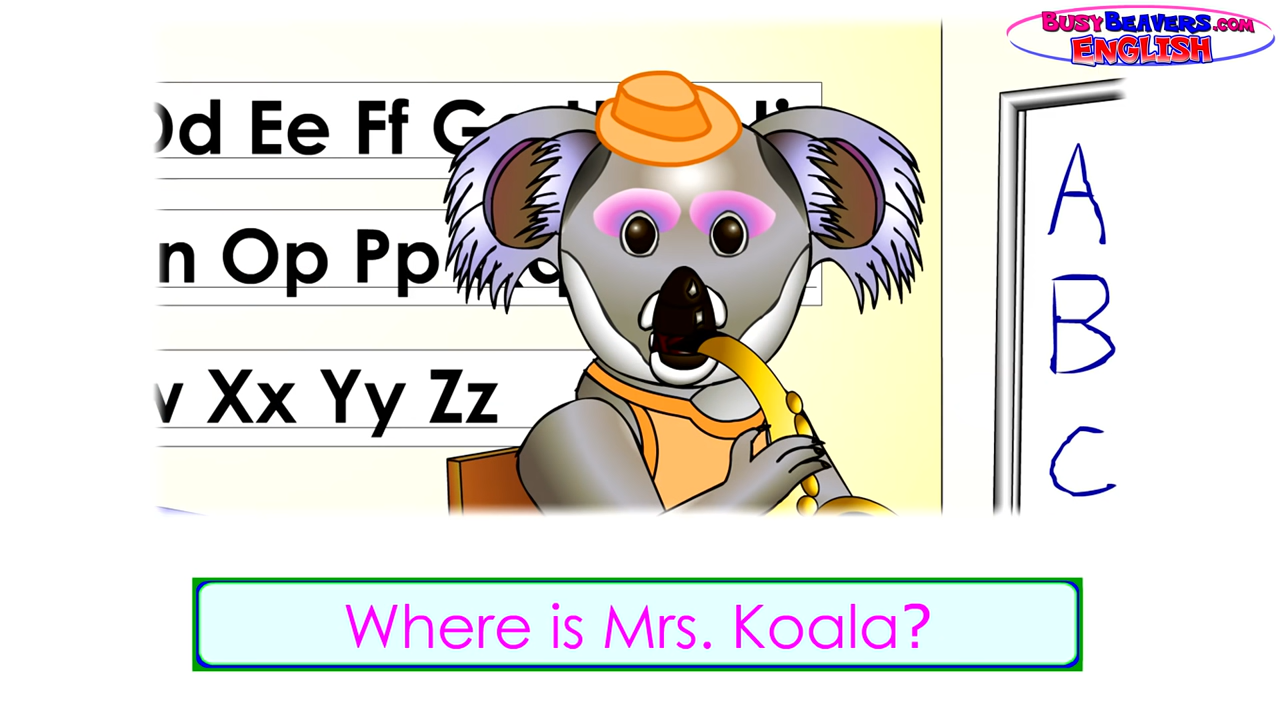 BUSYBEAVERS.COM
ENGLISH
Dd Ee Ff
Op Pp
Xx Yy Zz
A
B
C
Where is Mrs. Koala?